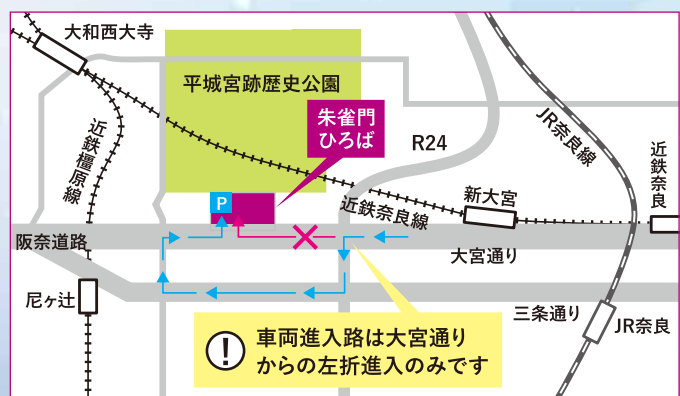 大和西大寺
平城宮跡歴史公園
朱雀門
ひろば
R24
JR奈良線
近鉄奈良
近鉄橿原線
P
近鉄奈良線
新大宮
阪奈道路
大宮通り
尼ヶ辻
三条通り
JR奈良
!
車両進入路は大宮通り
からの左折進入のみです